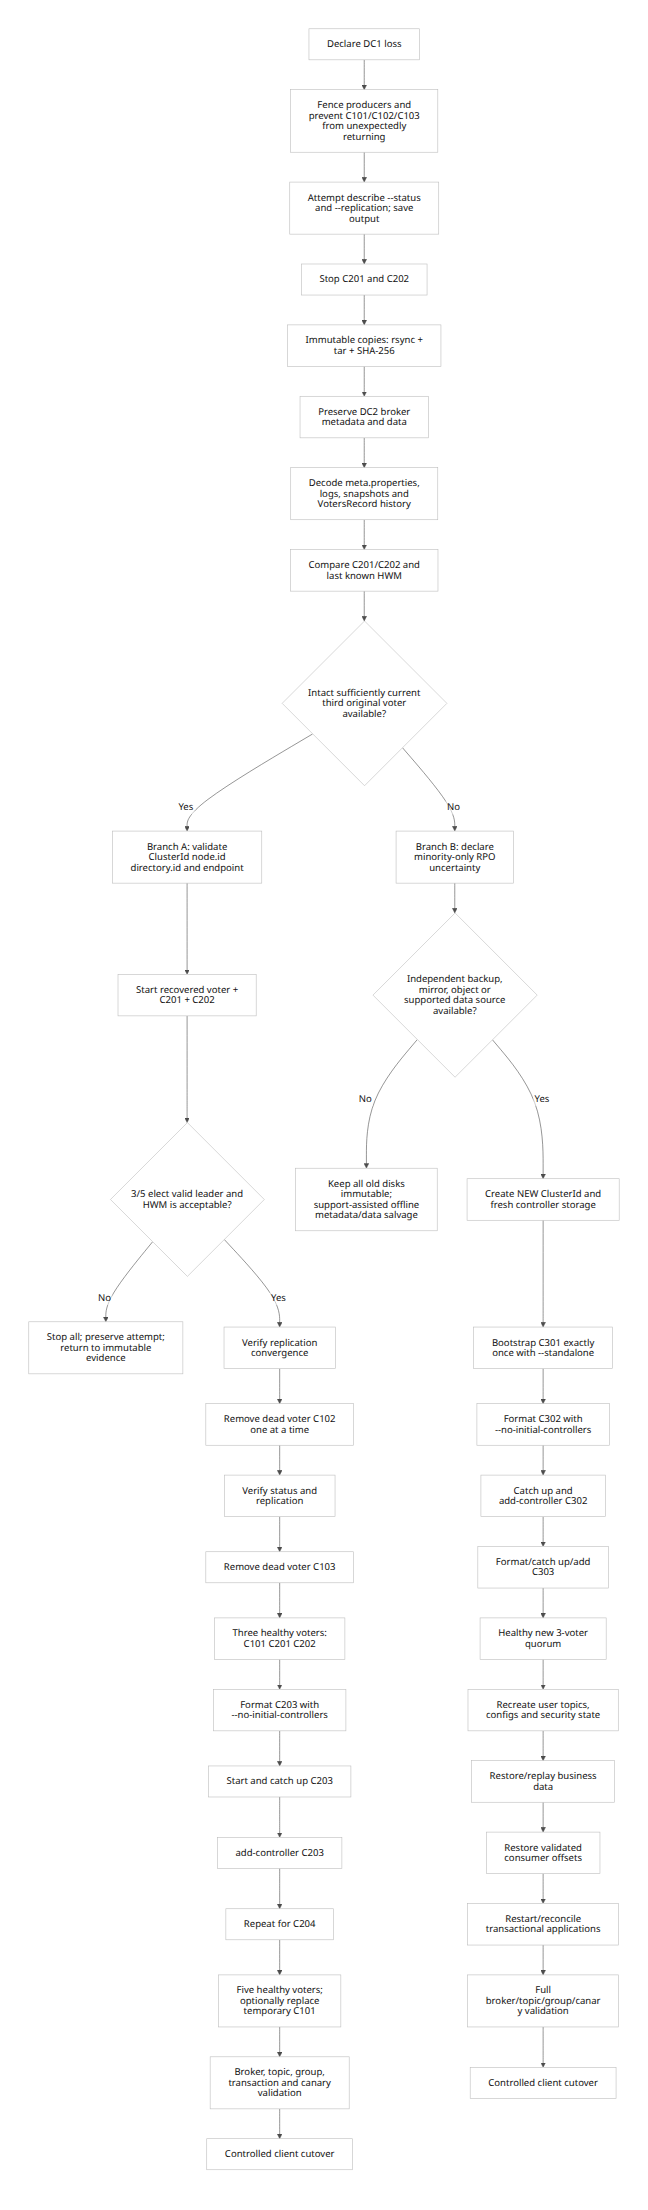 Declare DC1 loss
Fence producers and
prevent C101/C102/C103
from unexpectedly
returning
Attempt describe --status
and --replication; save
output
Stop C201 and C202
Immutable copies: rsync +
tar + SHA-256
Preserve DC2 broker
metadata and data
Decode meta.properties,
logs, snapshots and
VotersRecord history
Compare C201/C202 and
last known HWM
Intact sufficiently current
third original voter
available?
Yes
No
Branch A: validate
ClusterId node.id
directory.id and endpoint
Branch B: declare
minority-only RPO
uncertainty
Start recovered voter +
C201 + C202
Independent backup,
mirror, object or
supported data source
available?
No
Yes
3/5 elect valid leader and
HWM is acceptable?
Keep all old disks
immutable;
support-assisted offline
metadata/data salvage
Create NEW ClusterId and
fresh controller storage
No
Yes
Stop all; preserve attempt;
return to immutable
evidence
Verify replication
convergence
Bootstrap C301 exactly
once with --standalone
Remove dead voter C102
one at a time
Format C302 with
--no-initial-controllers
Verify status and
replication
Catch up and
add-controller C302
Remove dead voter C103
Format/catch up/add
C303
Three healthy voters:
C101 C201 C202
Healthy new 3-voter
quorum
Format C203 with
--no-initial-controllers
Recreate user topics,
configs and security state
Start and catch up C203
Restore/replay business
data
add-controller C203
Restore validated
consumer offsets
Repeat for C204
Restart/reconcile
transactional applications
Five healthy voters;
optionally replace
temporary C101
Full
broker/topic/group/canar
y validation
Broker, topic, group,
transaction and canary
validation
Controlled client cutover
Controlled client cutover